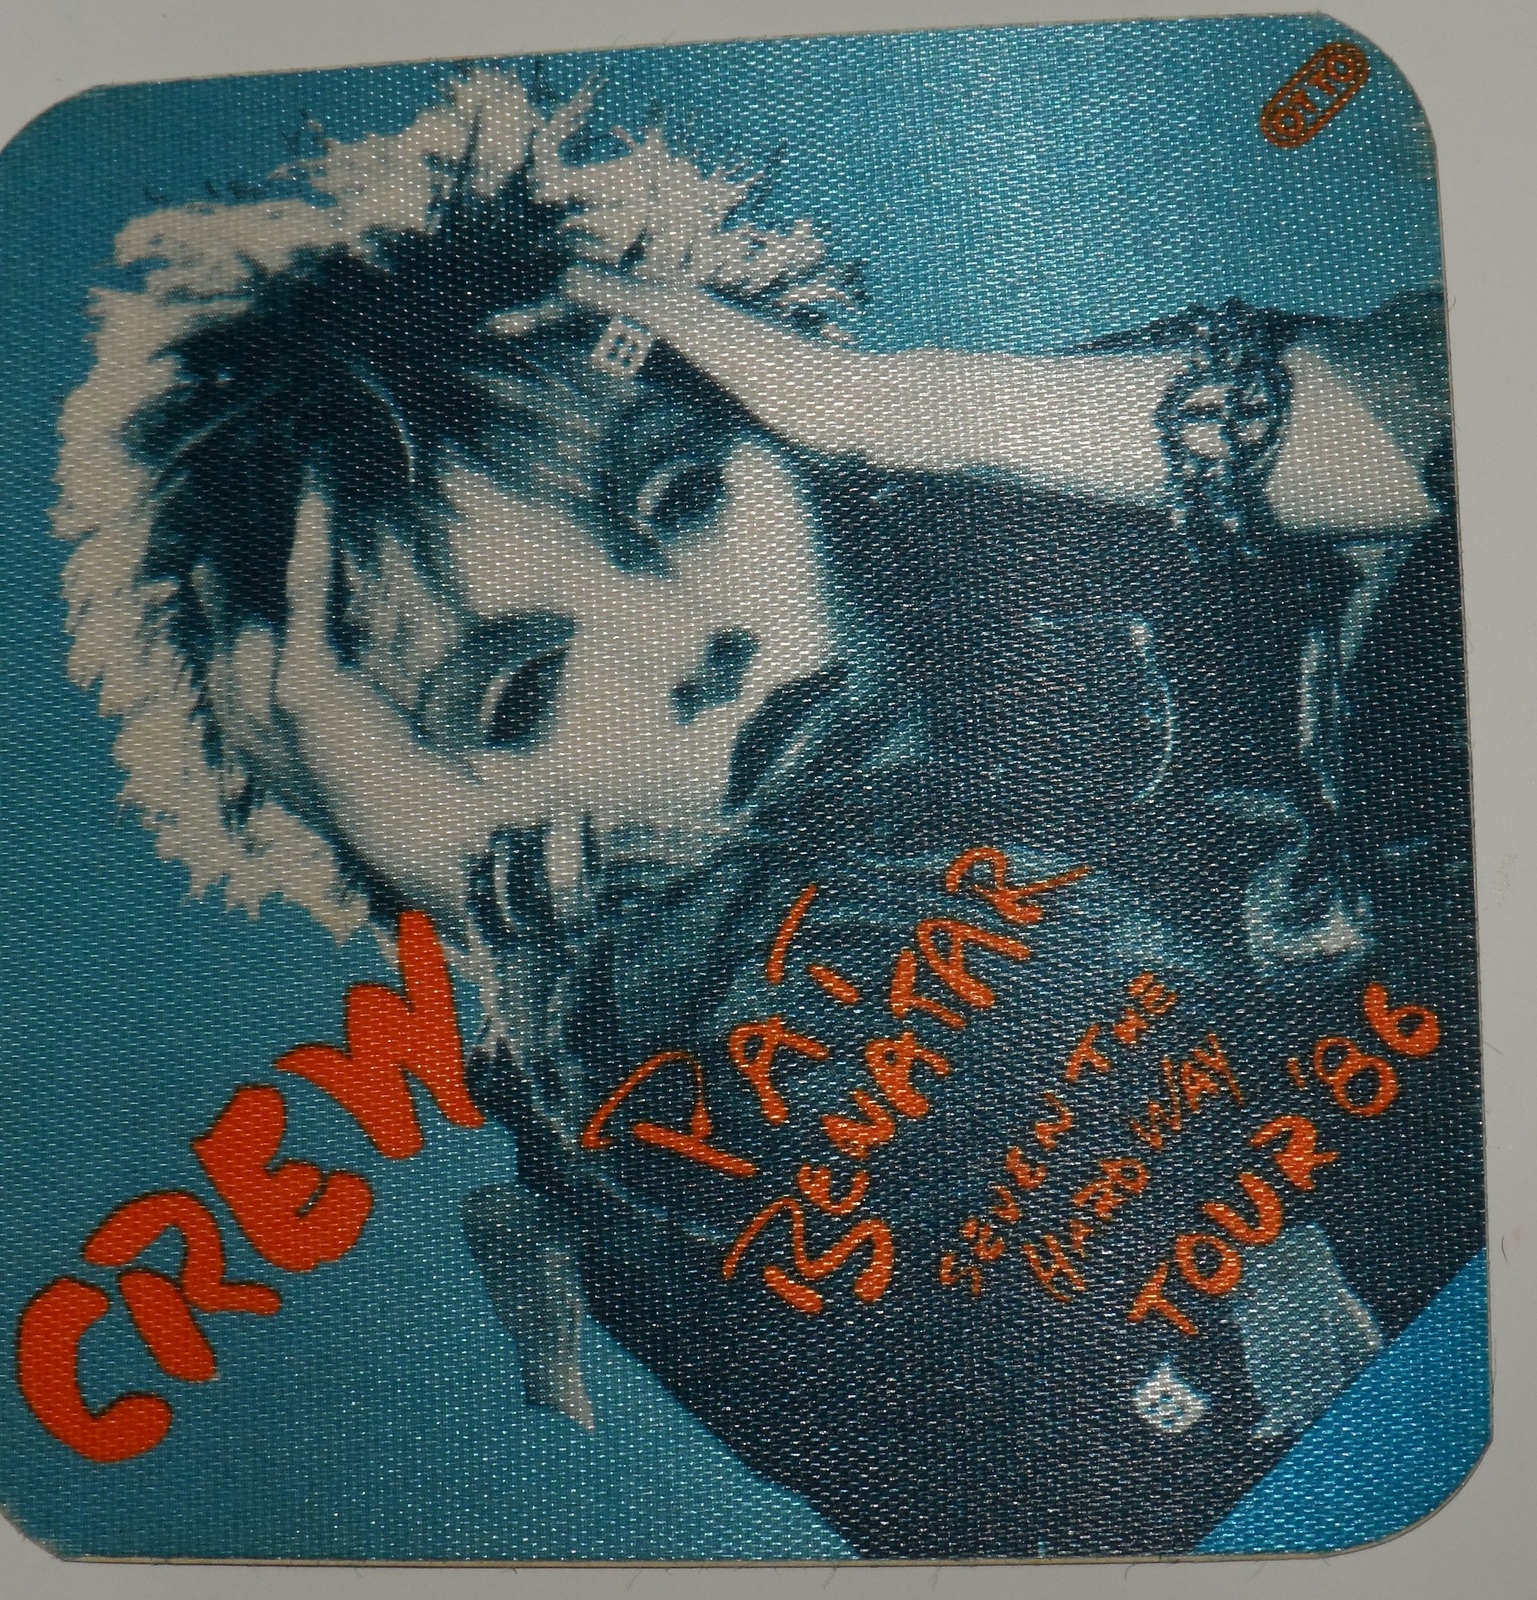 OTTO
CREW
PAT
BENATAR
SEVEN THE
HARD WAY
TOUR '86